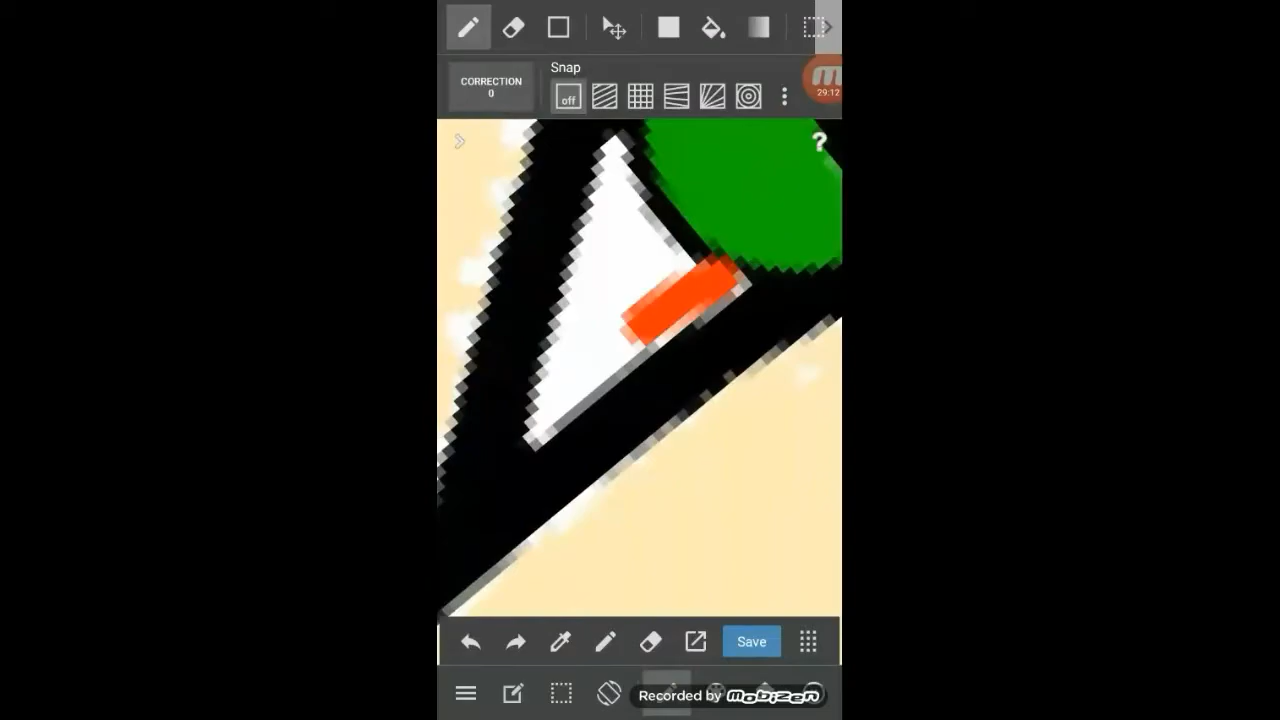 Snap
CORRECTION
0
off
29:12
?
Save
Recorded by MobiZen